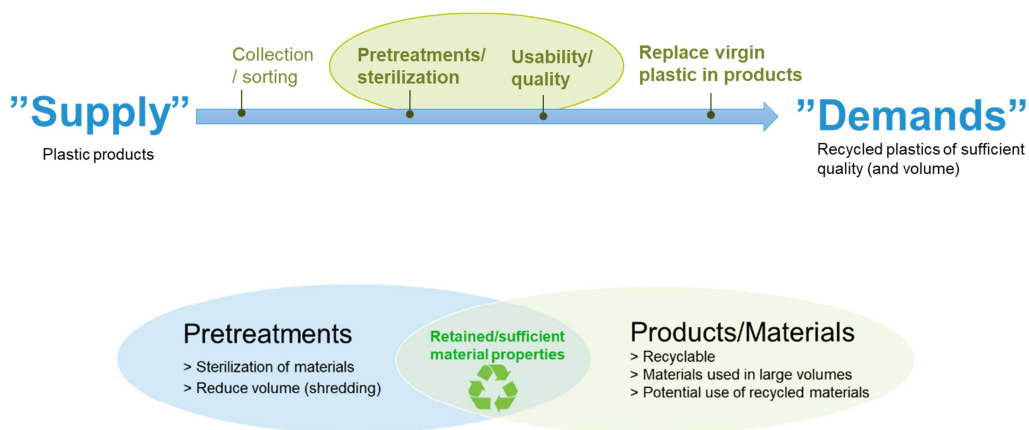 Collection
/ sorting
Pretreatments/
sterilization
Usability/
quality
Replace virgin
plastic in products
”Supply”
Plastic products
”Demands”
Recycled plastics of sufficient
quality (and volume)
Pretreatments
> Sterilization of materials
> Reduce volume (shredding)
Retained/sufficient
material properties
Products/Materials
> Recyclable
> Materials used in large volumes
> Potential use of recycled materials